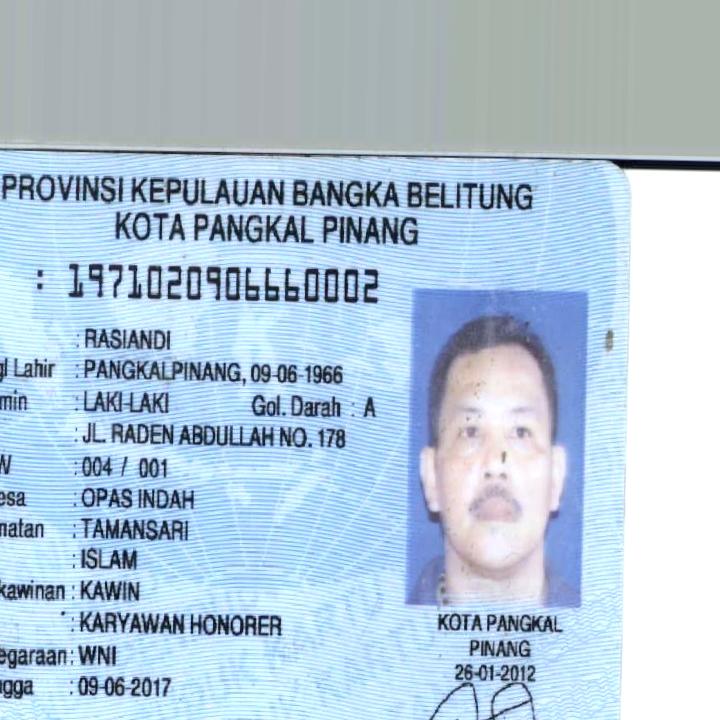 PROVINSI KEPULAUAN BANGKA BELITUNG
KOTA PANGKAL PINANG
: 1971020906660002
: RASIANDI
gl Lahir : PANGKALPINANG, 09-06-1966
min : LAKI-LAKI Gol. Darah : A
: JL. RADEN ABDULLAH NO. 178
W : 004 / 001
esa : OPAS INDAH
matan : TAMANSARI
: ISLAM
kawinan : KAWIN
: KARYAWAN HONORER
egaraan : WNI
ngga : 09-06-2017
KOTA PANGKAL
PINANG
26-01-2012